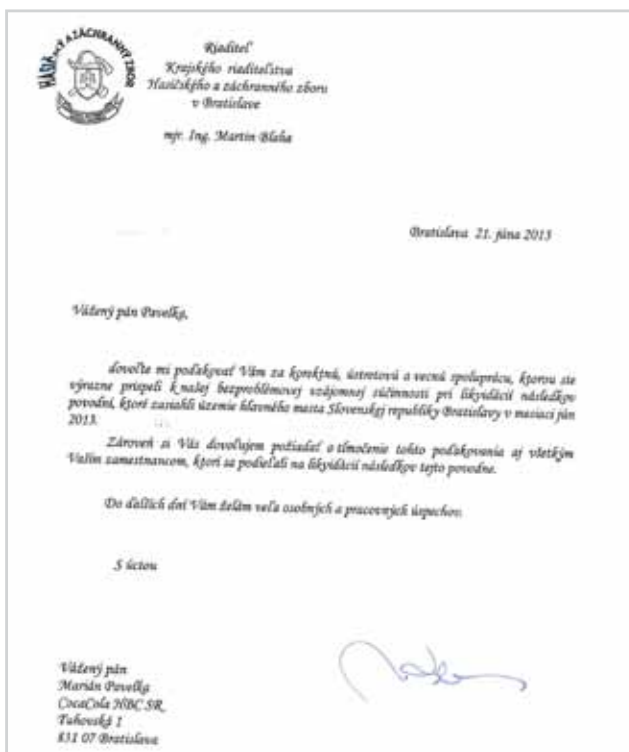 HASIČSKÝ A ZÁCHRANNÝ ZBOR
Riaditeľ
Krajského riaditeľstva
Hasičského a záchranného zboru
v Bratislave
mjr. Ing. Martin Blaha
Bratislava 21. júna 2013
Vážený pán Pavelka,
dovoľte mi poďakovať Vám za korektnú, ústretovú a vecnú spoluprácu, ktorou ste
výrazne prispeli k našej bezproblémovej vzájomnej súčinnosti pri likvidácií následkov
povodní, ktoré zasiahli územie hlavného mesta Slovenskej republiky Bratislavy v mesiaci jún
2013.
Zároveň si Vás dovoľujem požiadať o tlmočenie tohto poďakovania aj všetkým
Vaším zamestnancom, ktorí sa podieľali na likvidácií následkov tejto povodne.
Do ďalších dní Vám želám veľa osobných a pracovných úspechov.
S úctou
Vážený pán
Marián Pavelka
CocaCola HBC SR
Tuhovská 1
831 07 Bratislava